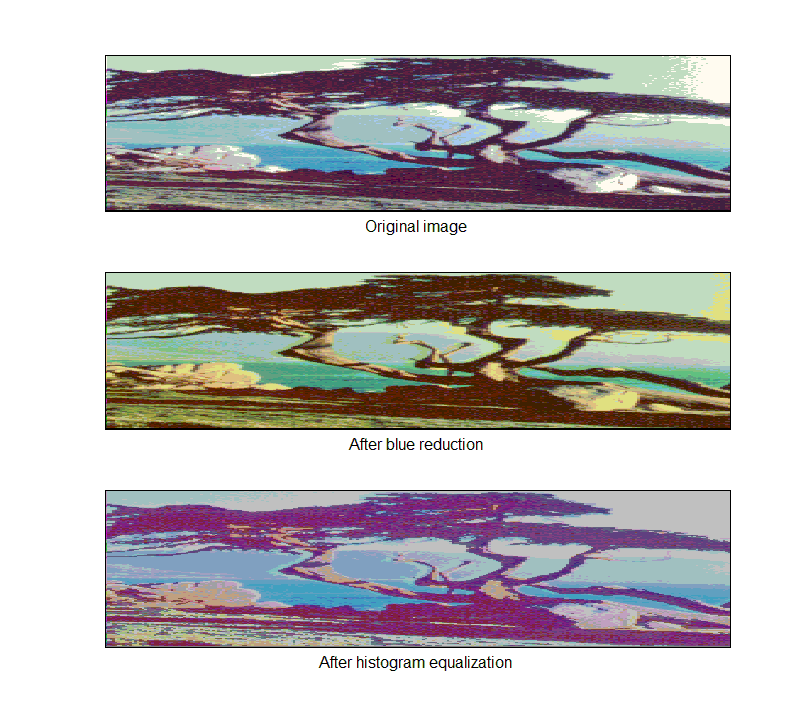 Original image
After blue reduction
After histogram equalization